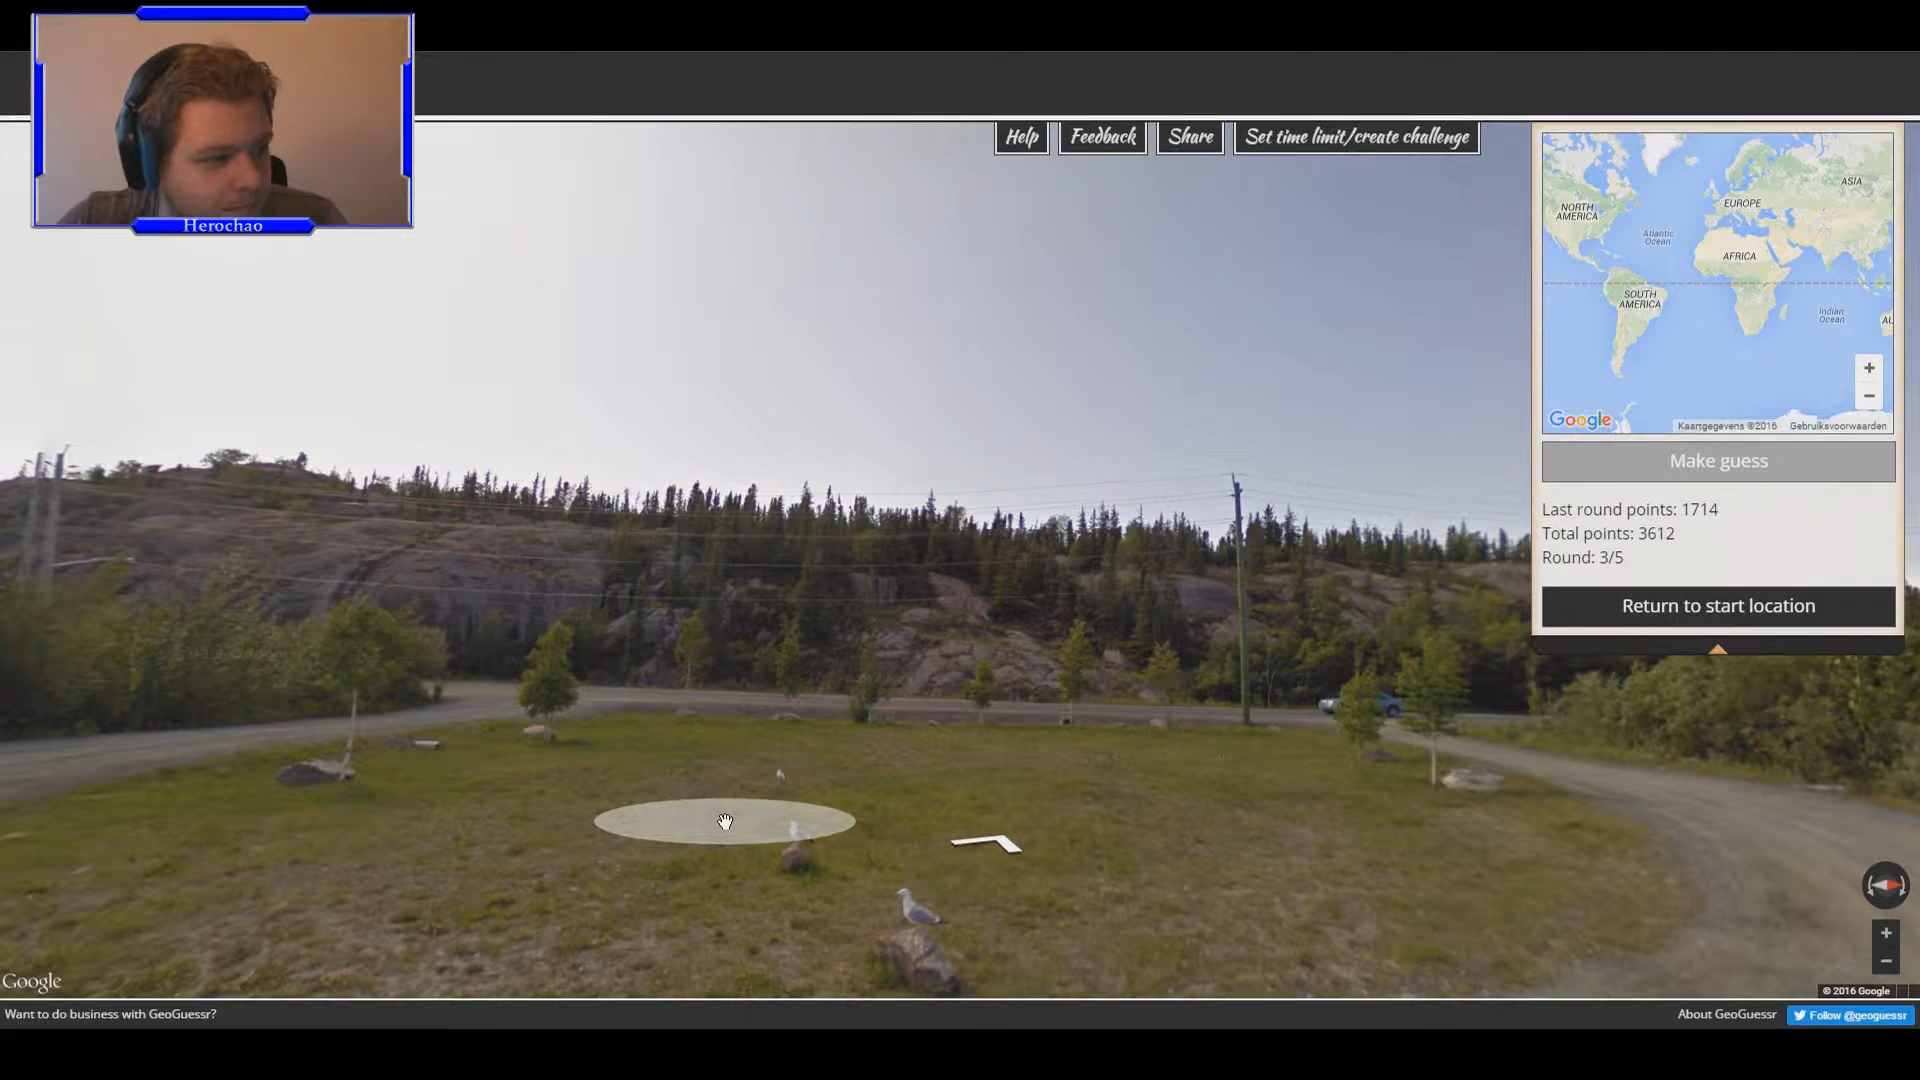 Herochao
Help
Feedback
Share
Set time limit/create challenge
NORTH
AMERICA
Atlantic
Ocean
EUROPE
ASIA
AFRICA
SOUTH
AMERICA
Indian
Ocean
AU
+
−
Google
Kaartgegevens ©2016
Gebruiksvoorwaarden
Make guess
Last round points: 1714
Total points: 3612
Round: 3/5
Return to start location
+
−
Google
© 2016 Google
Want to do business with GeoGuessr?
About GeoGuessr
Follow @geoguessr